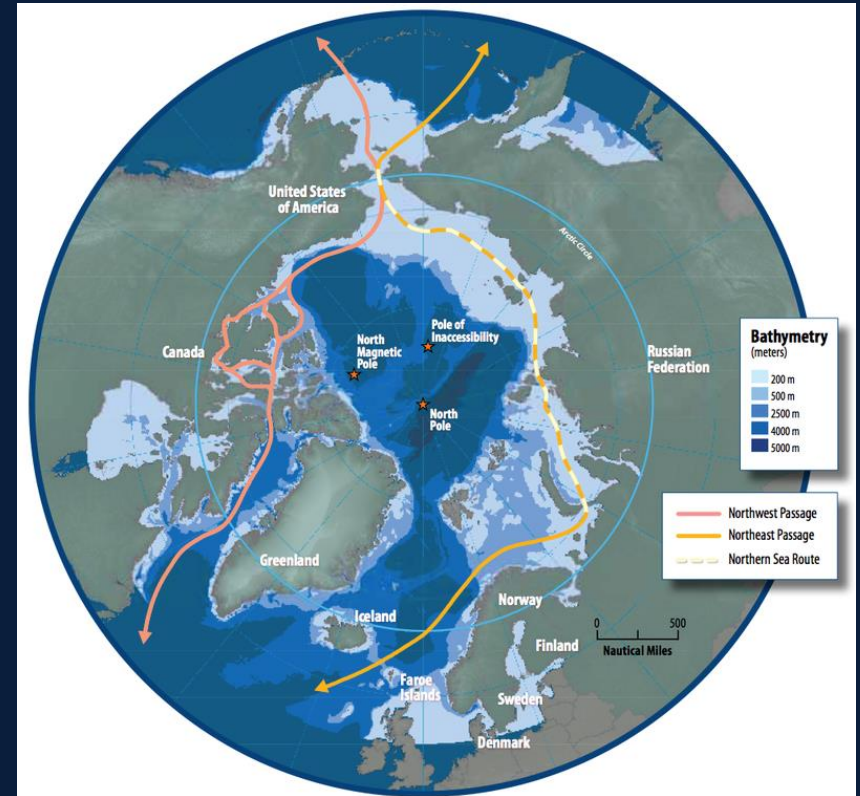 United States
of America
Arctic Circle
Canada
North
Magnetic
Pole
Pole of
Inaccessibility
Russian
Federation
North
Pole
Greenland
Iceland
Norway
Finland
Faroe
Islands
Sweden
Denmark
0 500
Nautical Miles
Bathymetry
(meters)
200 m
500 m
2500 m
4000 m
5000 m
Northwest Passage
Northeast Passage
Northern Sea Route